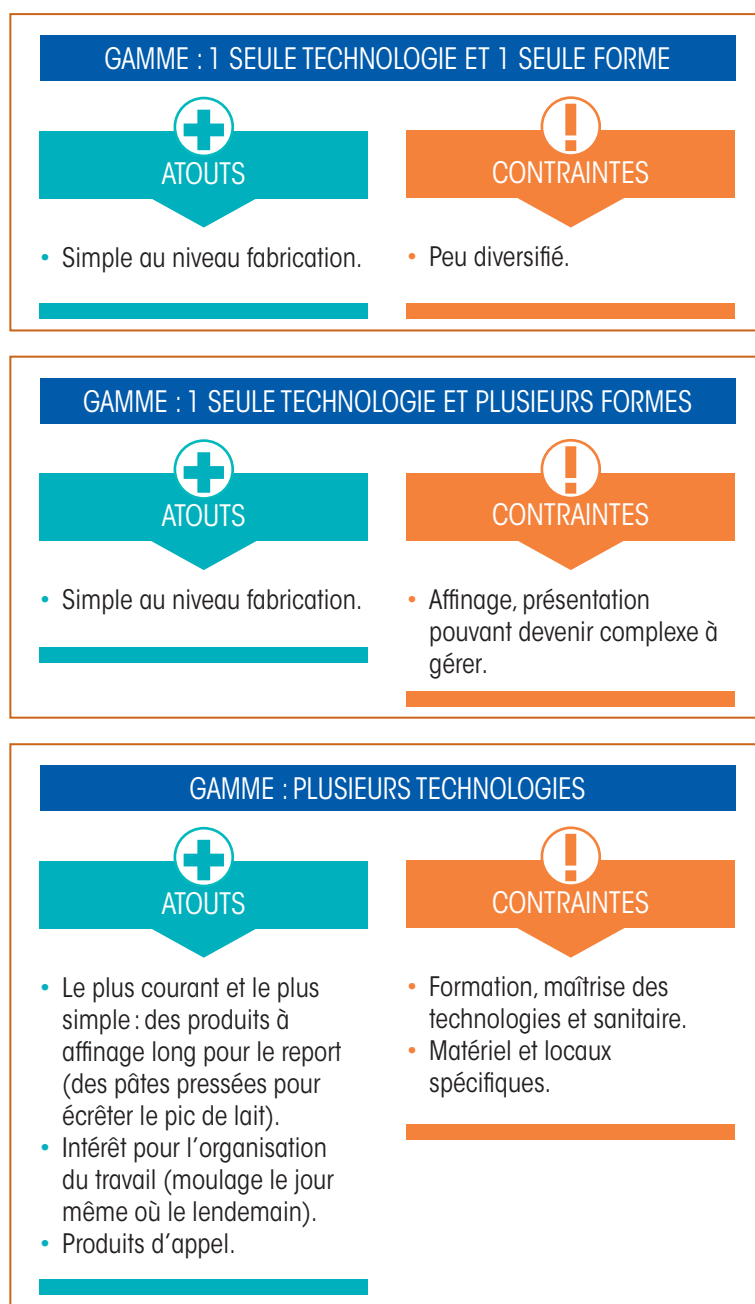 GAMME : 1 SEULE TECHNOLOGIE ET 1 SEULE FORME
ATOUTS
• Simple au niveau fabrication.
CONTRAINTES
• Peu diversifié.
GAMME : 1 SEULE TECHNOLOGIE ET PLUSIEURS FORMES
ATOUTS
• Simple au niveau fabrication.
CONTRAINTES
• Affinage, présentation
pouvant devenir complexe à
gérer.
GAMME : PLUSIEURS TECHNOLOGIES
ATOUTS
• Le plus courant et le plus
simple : des produits à
affinage long pour le report
(des pâtes pressées pour
écrêter le pic de lait).
• Intérêt pour l'organisation
du travail (moulage le jour
même où le lendemain).
• Produits d'appel.
CONTRAINTES
• Formation, maîtrise des
technologies et sanitaire.
• Matériel et locaux
spécifiques.